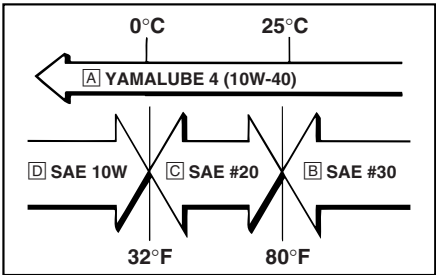 0°C 25°C
A YAMALUBE 4 (10W-40)
D SAE 10W C SAE #20 B SAE #30
32°F 80°F